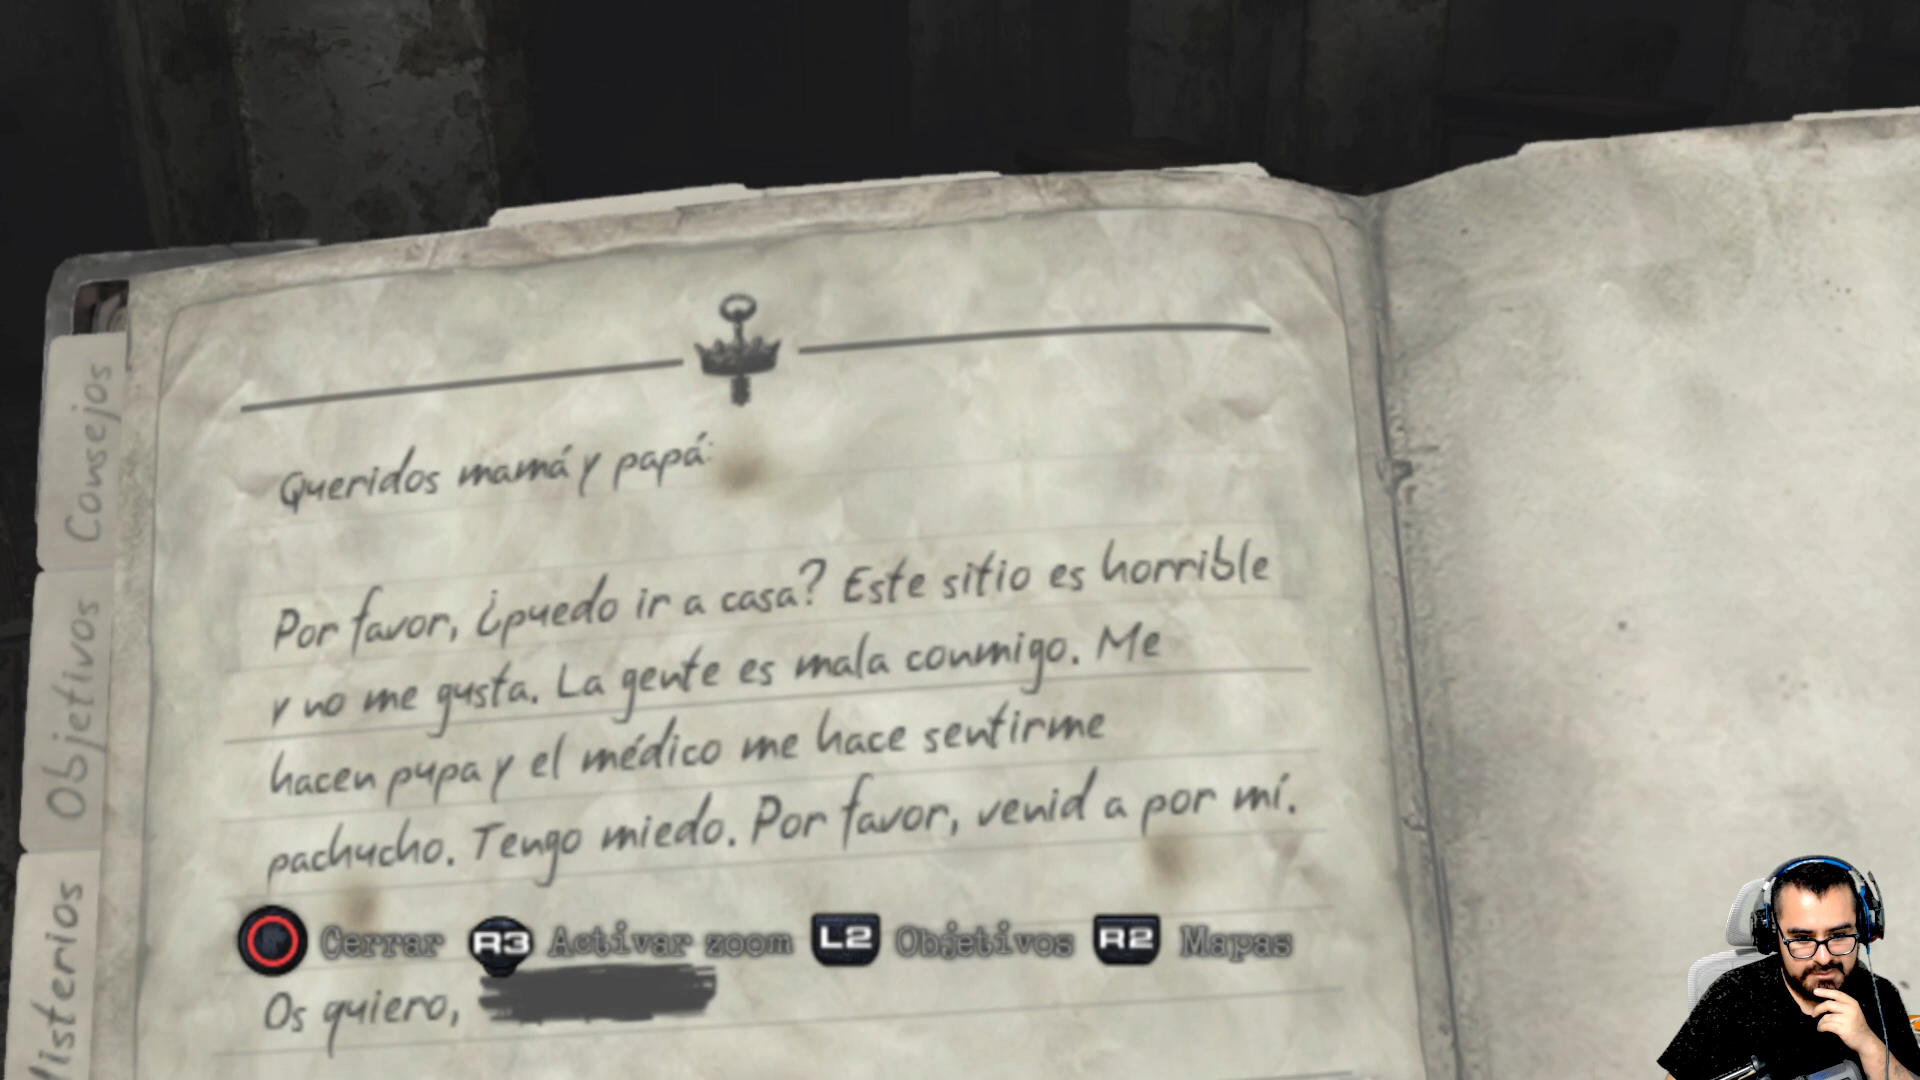 Queridos mamá y papá:
Por favor, ¿puedo ir a casa? Este sitio es horrible
y no me gusta. La gente es mala conmigo. Me
hacen pupa y el médico me hace sentirme
pachucho. Tengo miedo. Por favor, venid a por mí.
Cerrar R3 Activar zoom L2 Objetivos R2 Mapas
Os quiero,
Consejos
Objetivos
Misterios